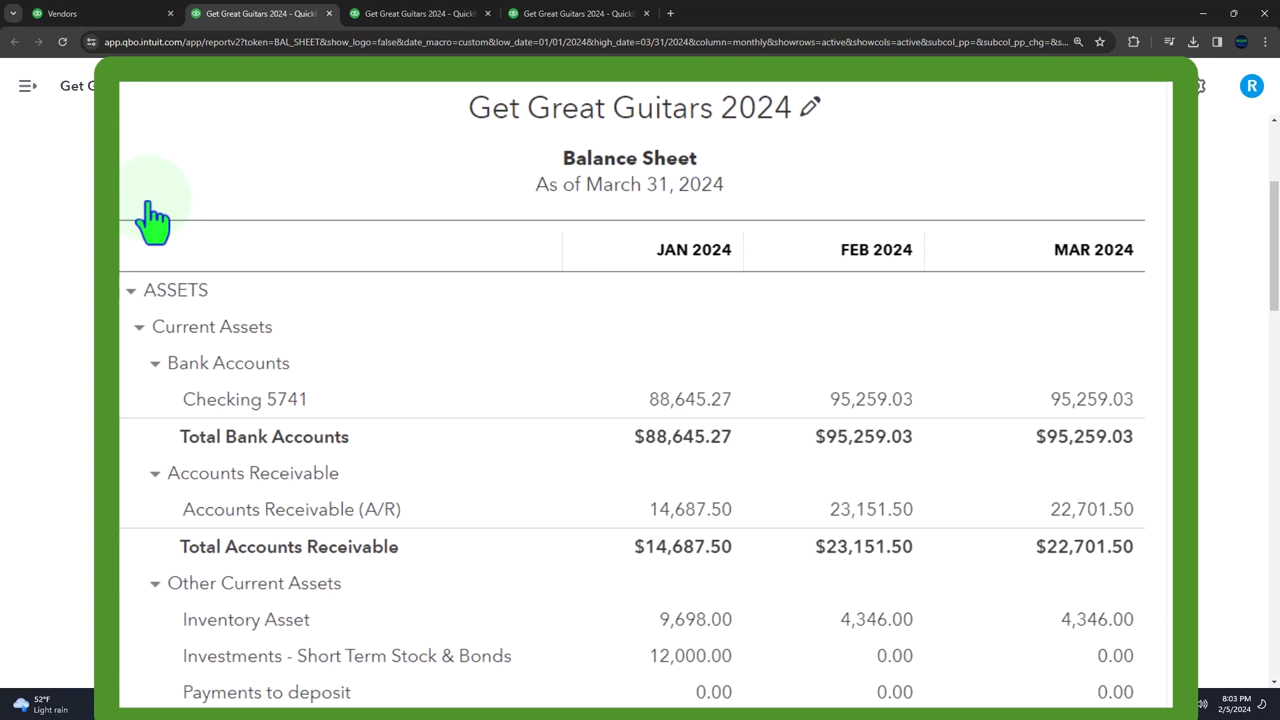 Vendors
Get Great Guitars 2024 - Quick
Get Great Guitars 2024 - Quick
Get Great Guitars 2024 - Quick
app.qbo.intuit.com/app/reportv2?token=BAL_SHEET&show_logo=false&date_macro=custom&low_date=01/01/2024&high_date=03/31/2024&column=monthly&showrows=active&showcols=active&subcol_pp=&subcol_pp_chg=&s...
Get G
R
Get Great Guitars 2024
Balance Sheet
As of March 31, 2024
JAN 2024 FEB 2024 MAR 2024
ASSETS
Current Assets
Bank Accounts
Checking 5741 88,645.27 95,259.03 95,259.03
Total Bank Accounts $88,645.27 $95,259.03 $95,259.03
Accounts Receivable
Accounts Receivable (A/R) 14,687.50 23,151.50 22,701.50
Total Accounts Receivable $14,687.50 $23,151.50 $22,701.50
Other Current Assets
Inventory Asset 9,698.00 4,346.00 4,346.00
Investments - Short Term Stock & Bonds 12,000.00 0.00 0.00
Payments to deposit 0.00 0.00 0.00
52°F
Light rain
8:03 PM
2/5/2024